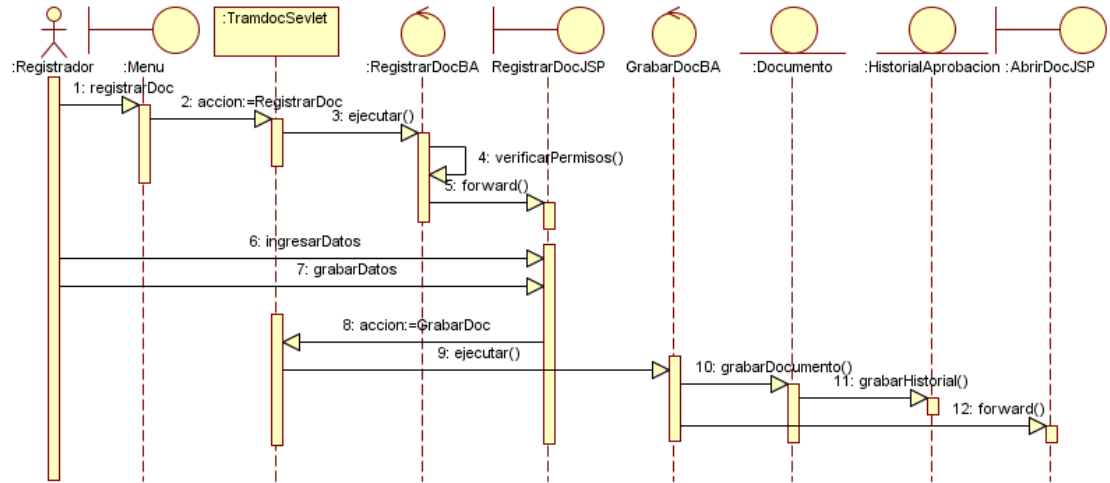 :TramdocSevlet
:Registrador
:Menu
:RegistrarDocBA
RegistrarDocJSP
GrabarDocBA
:Documento
:HistorialAprobacion
:AbrirDocJSP
1: registrarDoc
2: accion:=RegistrarDoc
3: ejecutar()
4: verificarPermisos()
5: forward()
6: ingresarDatos
7: grabarDatos
8: accion:=GrabarDoc
9: ejecutar()
10: grabarDocumento()
11: grabarHistorial()
12: forward()